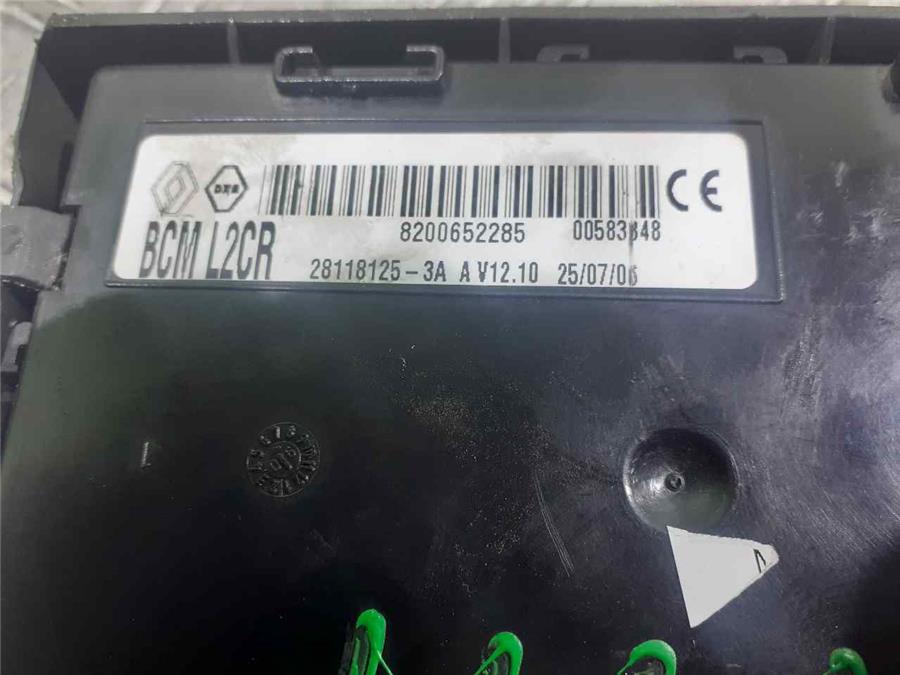 CE
8200652285
BCM L2CR
28118125-3A A V12.10 25/07/06